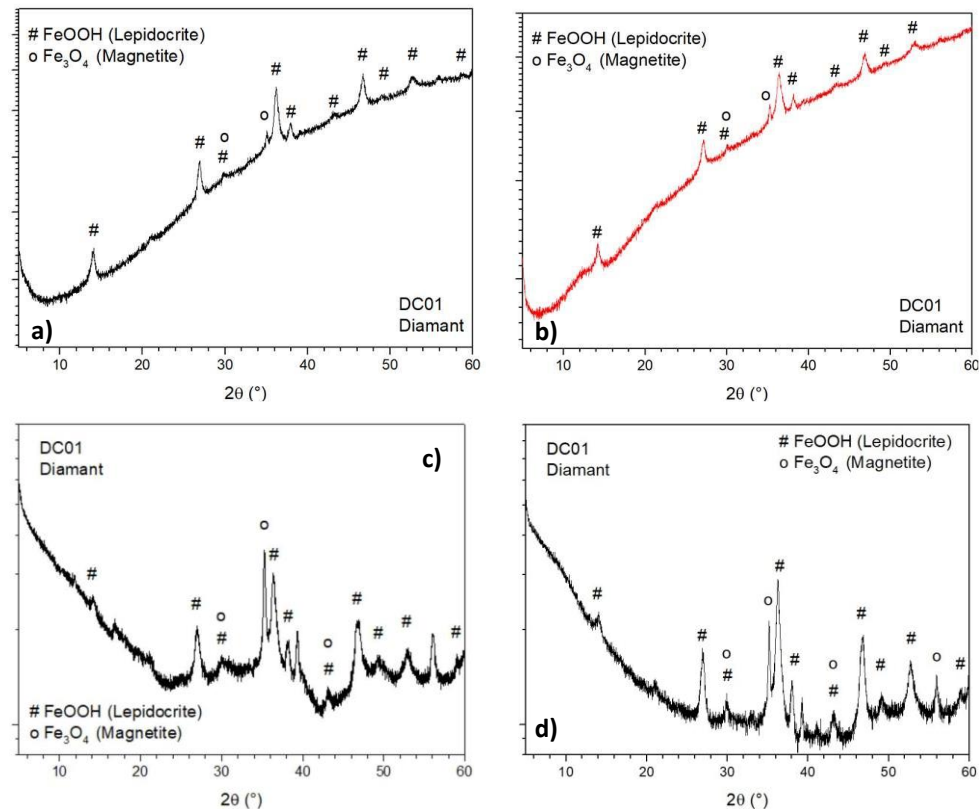 # FeOOH (Lepidocrite)
o Fe₃O₄ (Magnetite)
# # # o # o # # # # # # #
DC01
Diamant
a)
10 20 30 40 50 60
2θ (°)
# FeOOH (Lepidocrite)
o Fe₃O₄ (Magnetite)
# # # o # o # # # # # #
DC01
Diamant
b)
10 20 30 40 50 60
2θ (°)
DC01
Diamant
c)
# # o # o # # o # # # # #
# FeOOH (Lepidocrite)
o Fe₃O₄ (Magnetite)
10 20 30 40 50 60
2θ (°)
DC01
Diamant
# FeOOH (Lepidocrite)
o Fe₃O₄ (Magnetite)
# # o # o # # o # # # # o #
d)
10 20 30 40 50 60
2θ (°)